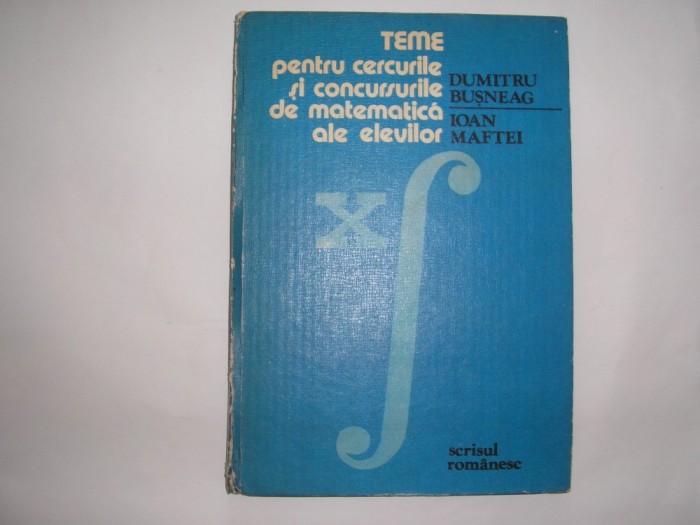 TEME
pentru cercurile
și concursurile
de matematică
ale elevilor
DUMITRU
BUȘNEAG
IOAN
MAFTEI
x∫
scrisul
românesc